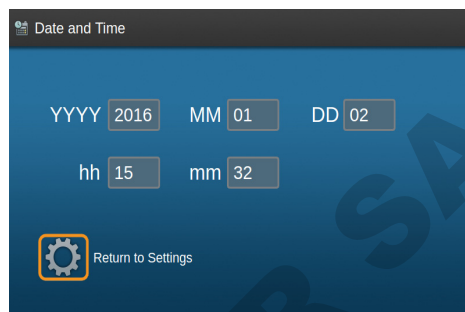 Date and Time
YYYY 2016 MM 01 DD 02
hh 15 mm 32
Return to Settings